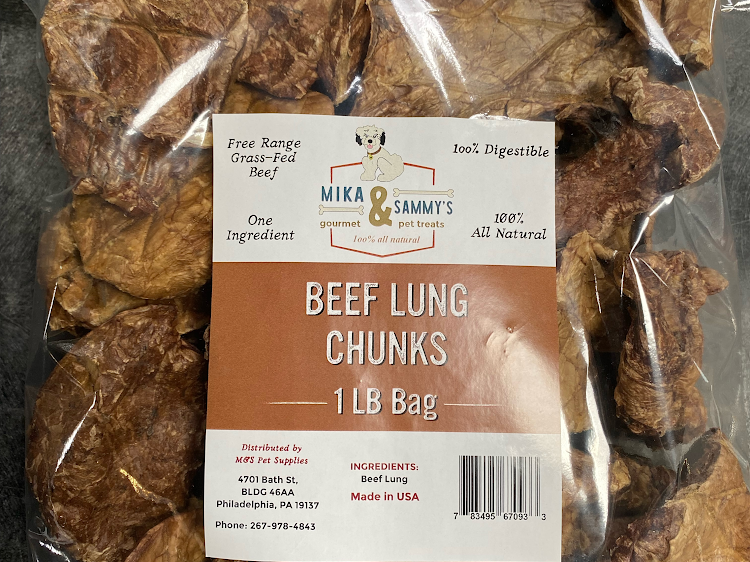 Free Range
Grass-Fed
Beef
100% Digestible
One
Ingredient
MIKA & SAMMY'S
gourmet pet treats
100% all natural
100%
All Natural
BEEF LUNG
CHUNKS
1 LB Bag
Distributed by
M&S Pet Supplies
4701 Bath St,
BLDG 46AA
Philadelphia, PA 19137
Phone: 267-978-4843
INGREDIENTS:
Beef Lung
Made in USA
7 83495 67093 3